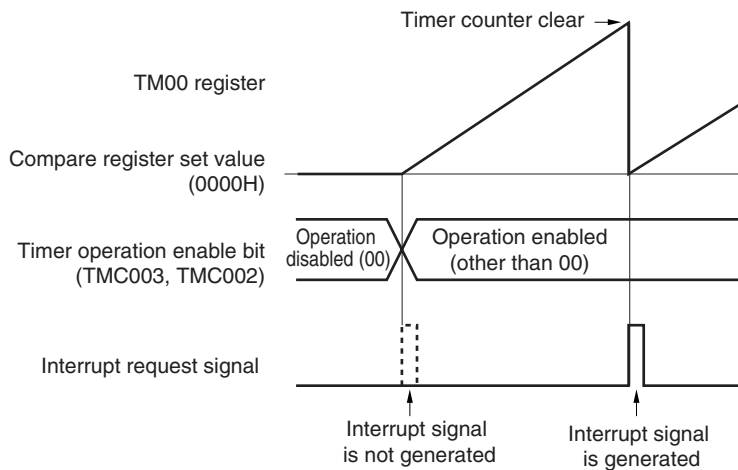 Timer counter clear
TM00 register
Compare register set value
(0000H)
Timer operation enable bit
(TMC003, TMC002)
Operation
disabled (00)
Operation enabled
(other than 00)
Interrupt request signal
Interrupt signal
is not generated
Interrupt signal
is generated